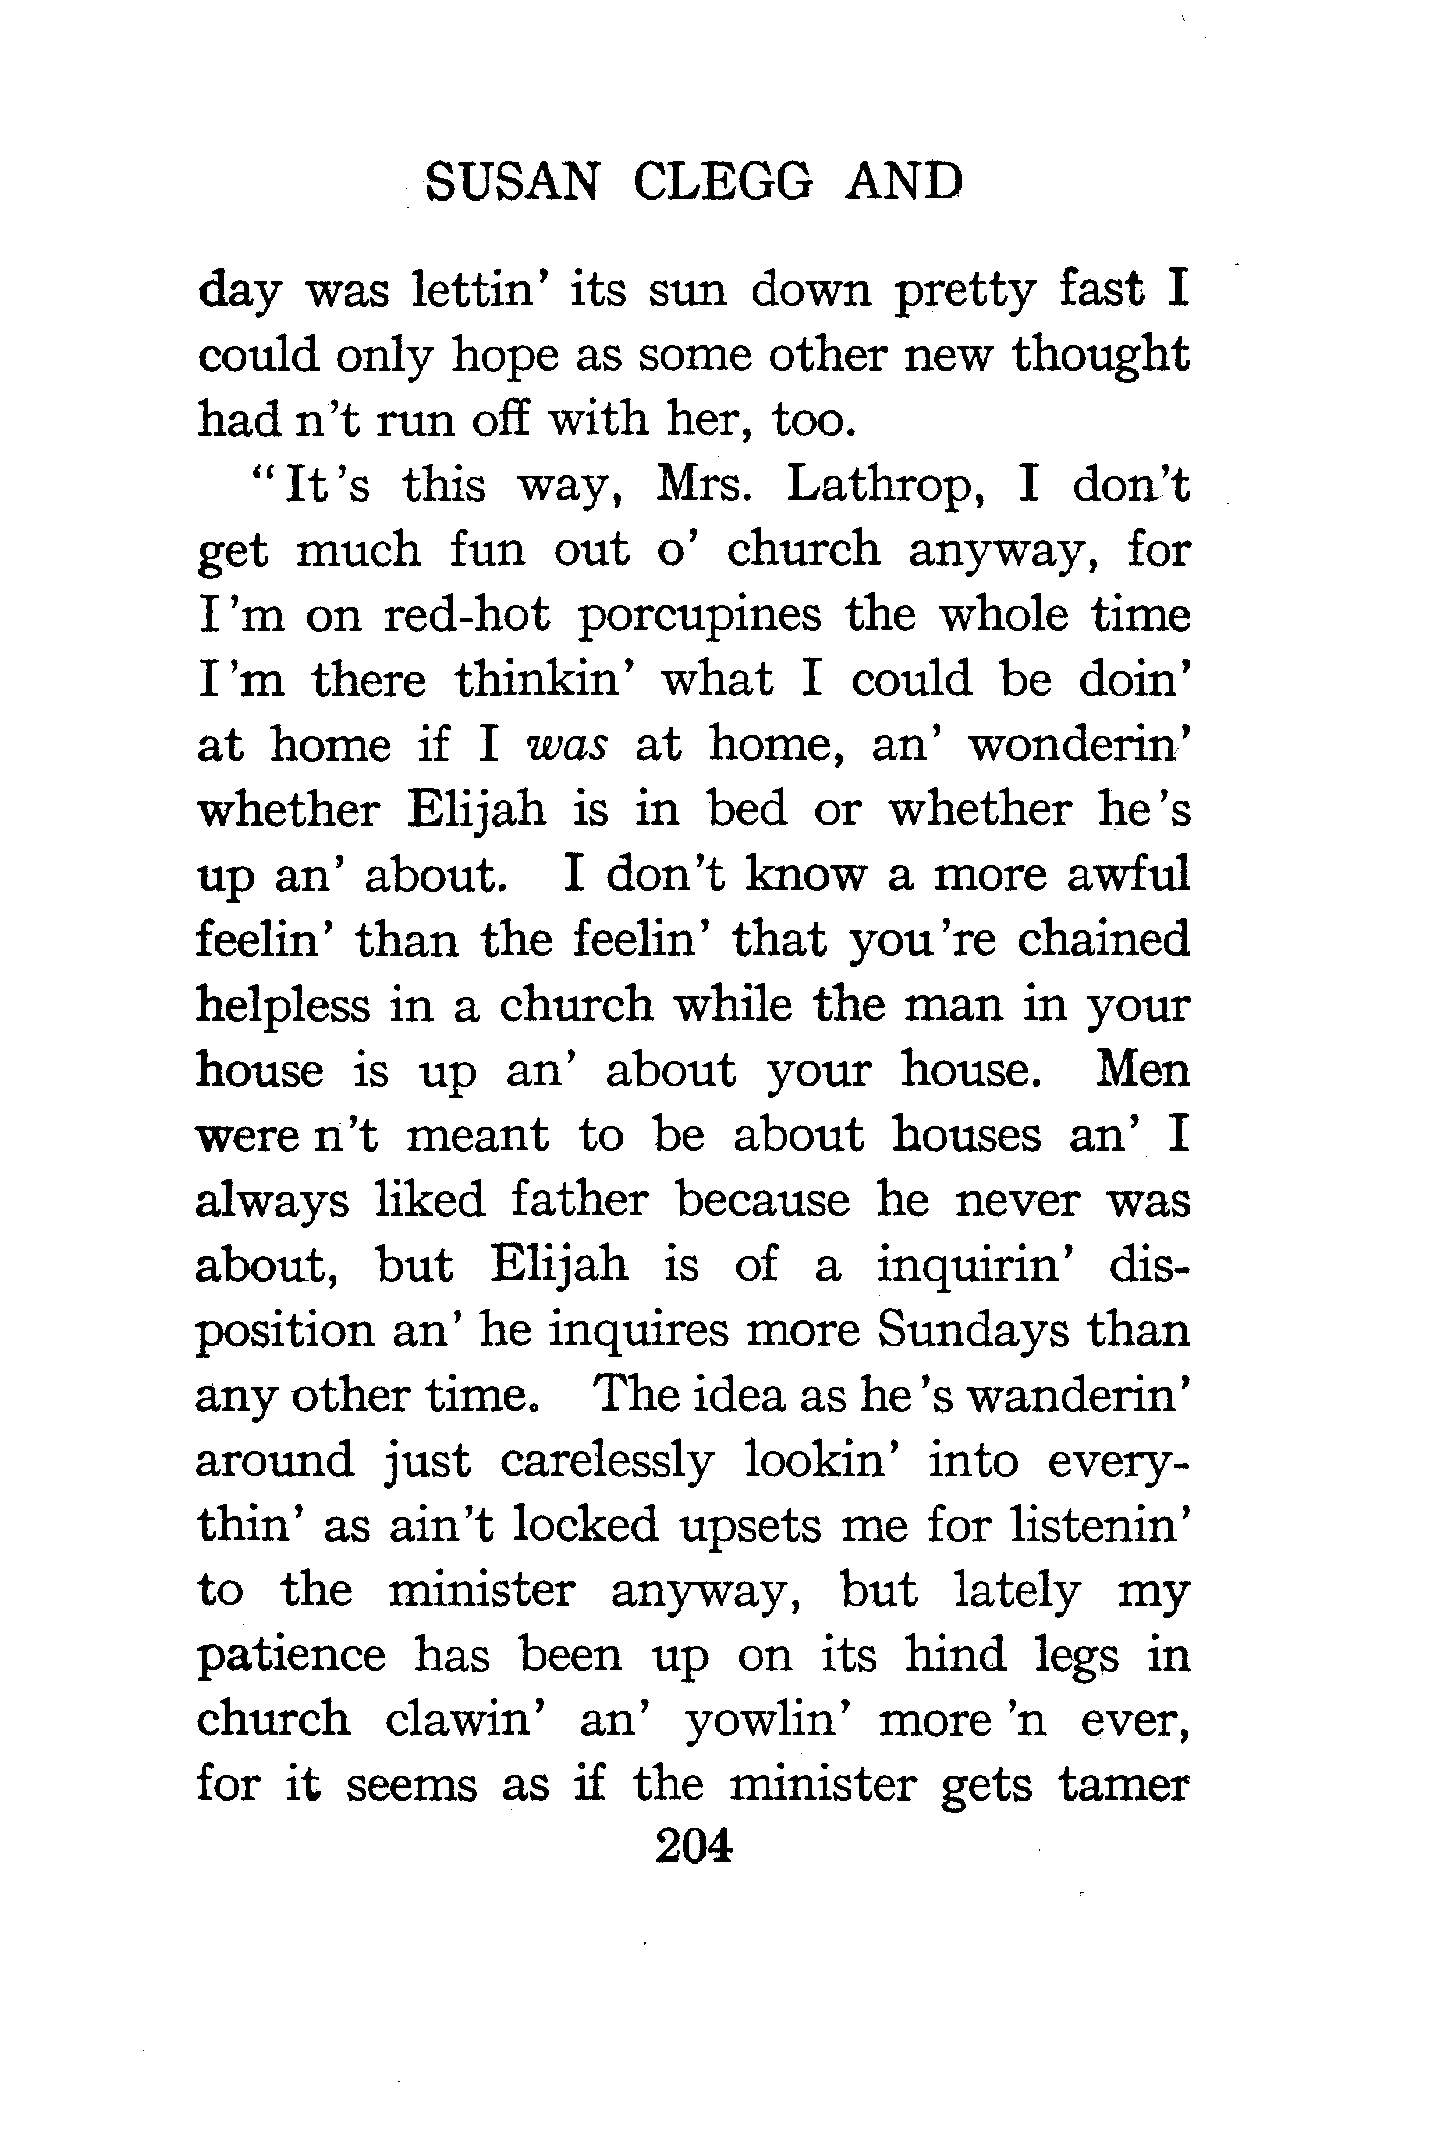 SUSAN CLEGG AND
day was lettin' its sun down pretty fast I
could only hope as some other new thought
had n't run off with her, too.
"It's this way, Mrs. Lathrop, I don't
get much fun out o' church anyway, for
I'm on red-hot porcupines the whole time
I'm there thinkin' what I could be doin'
at home if I was at home, an' wonderin'
whether Elijah is in bed or whether he's
up an' about. I don't know a more awful
feelin' than the feelin' that you're chained
helpless in a church while the man in your
house is up an' about your house. Men
were n't meant to be about houses an' I
always liked father because he never was
about, but Elijah is of a inquirin' dis-
position an' he inquires more Sundays than
any other time. The idea as he's wanderin'
around just carelessly lookin' into every-
thin' as ain't locked upsets me for listenin'
to the minister anyway, but lately my
patience has been up on its hind legs in
church clawin' an' yowlin' more 'n ever,
for it seems as if the minister gets tamer
204